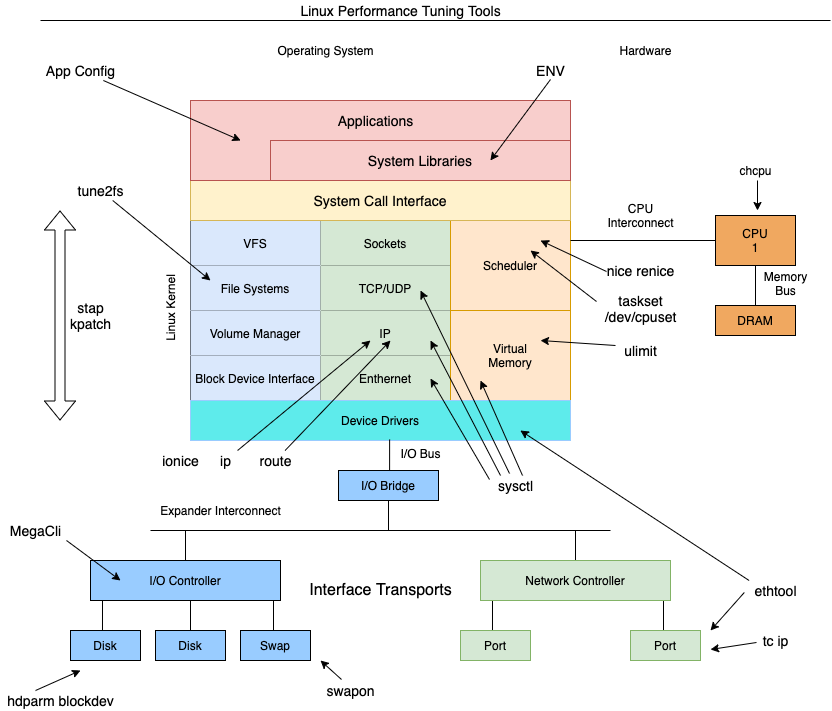 Linux Performance Tuning Tools
Operating System
Hardware
App Config
ENV
Applications
System Libraries
tune2fs
System Call Interface
chcpu
CPU
Interconnect
CPU
1
VFS
Sockets
Scheduler
nice renice
Memory
Bus
File Systems
TCP/UDP
taskset
/dev/cpuset
DRAM
stap
kpatch
Linux Kernel
Volume Manager
IP
Virtual
Memory
ulimit
Block Device Interface
Enthernet
Device Drivers
ionice
ip
route
I/O Bus
I/O Bridge
sysctl
Expander Interconnect
MegaCli
I/O Controller
Interface Transports
Network Controller
ethtool
Disk
Disk
Swap
Port
Port
tc ip
hdparm blockdev
swapon